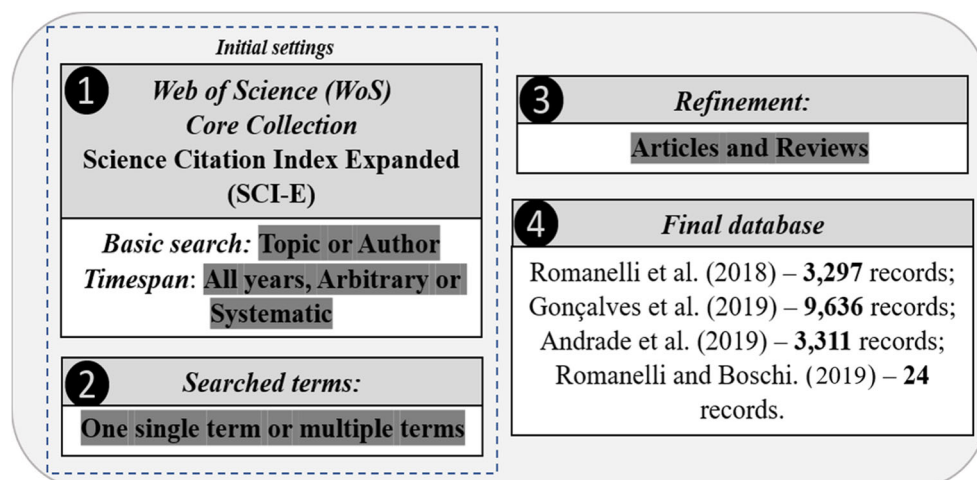 Initial settings
1
Web of Science (WoS)
Core Collection
Science Citation Index Expanded
(SCI-E)
Basic search: Topic or Author
Timespan: All years, Arbitrary or
Systematic
2
Searched terms:
One single term or multiple terms
3
Refinement:
Articles and Reviews
4
Final database
Romanelli et al. (2018) – 3,297 records;
Gonçalves et al. (2019) – 9,636 records;
Andrade et al. (2019) – 3,311 records;
Romanelli and Boschi. (2019) – 24
records.